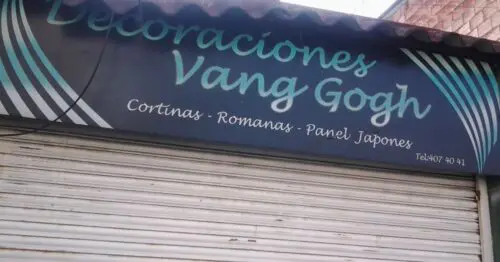 Decoraciones
Vang Gogh
Cortinas - Romanas - Panel Japones
Tel:407 40 41